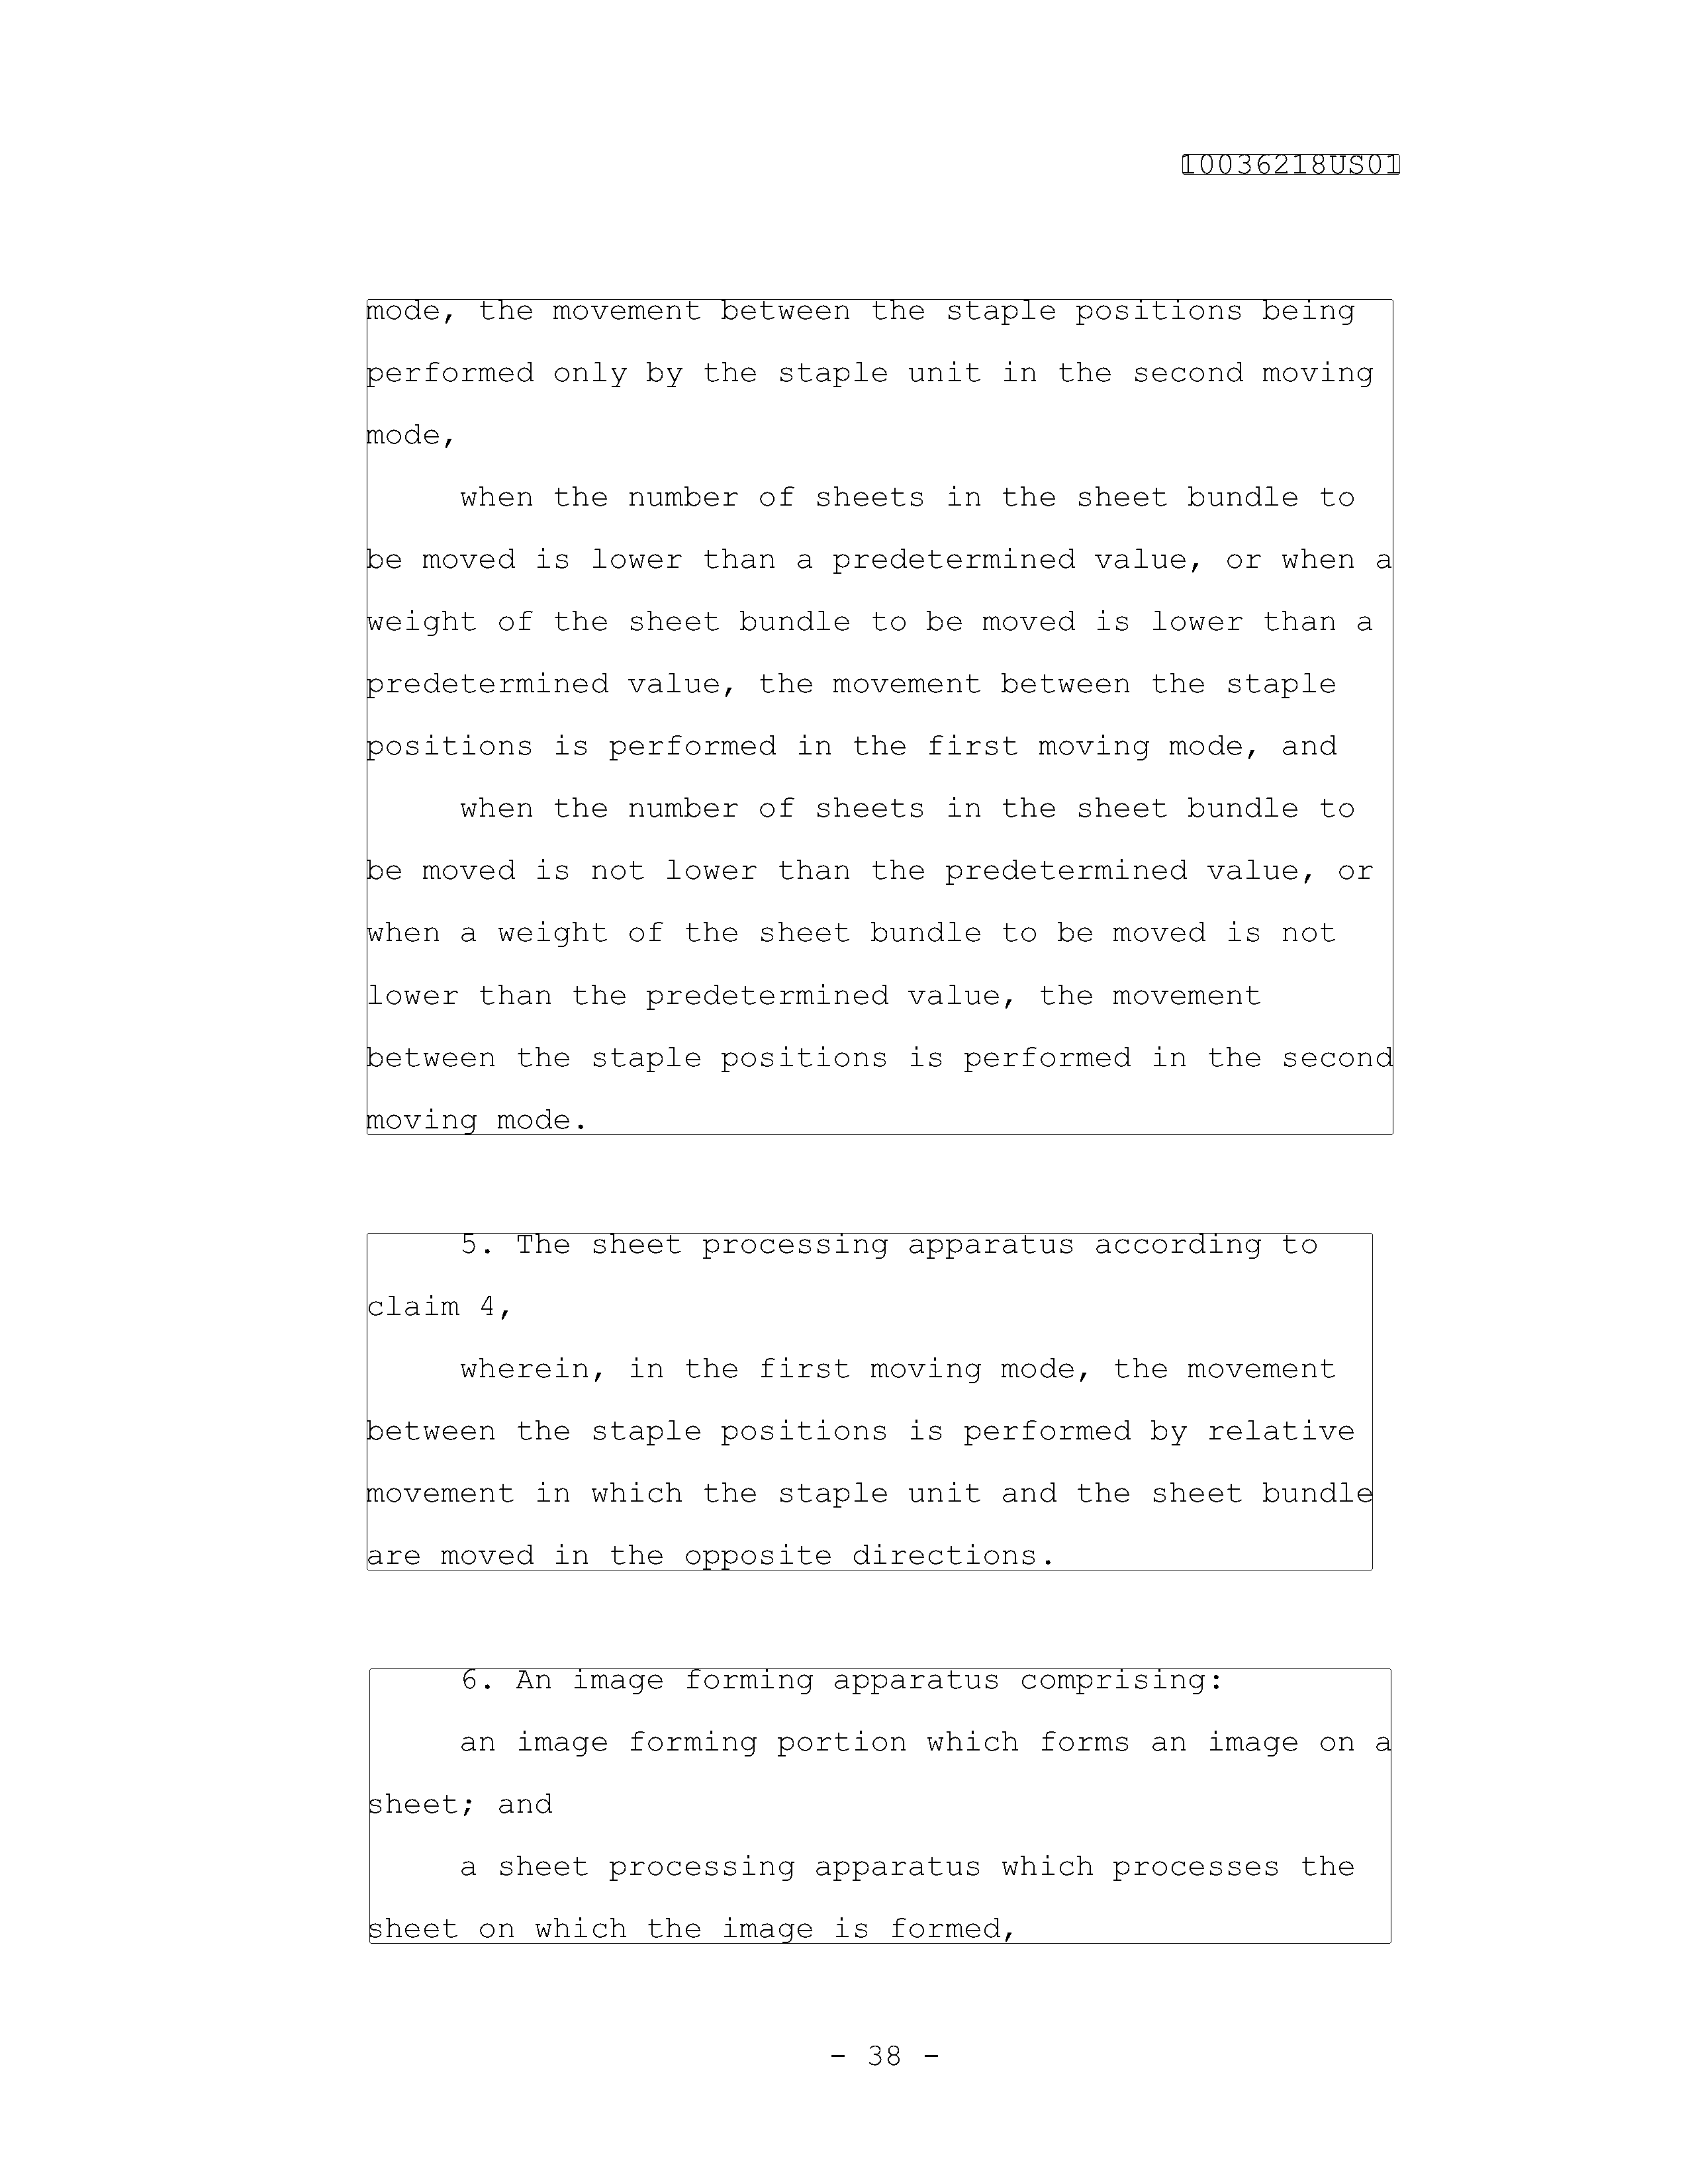 10036218US01
mode, the movement between the staple positions being
performed only by the staple unit in the second moving
mode,
when the number of sheets in the sheet bundle to
be moved is lower than a predetermined value, or when a
weight of the sheet bundle to be moved is lower than a
predetermined value, the movement between the staple
positions is performed in the first moving mode, and
when the number of sheets in the sheet bundle to
be moved is not lower than the predetermined value, or
when a weight of the sheet bundle to be moved is not
lower than the predetermined value, the movement
between the staple positions is performed in the second
moving mode.
5. The sheet processing apparatus according to
claim 4,
wherein, in the first moving mode, the movement
between the staple positions is performed by relative
movement in which the staple unit and the sheet bundle
are moved in the opposite directions.
6. An image forming apparatus comprising:
an image forming portion which forms an image on a
sheet; and
a sheet processing apparatus which processes the
sheet on which the image is formed,
- 38 -